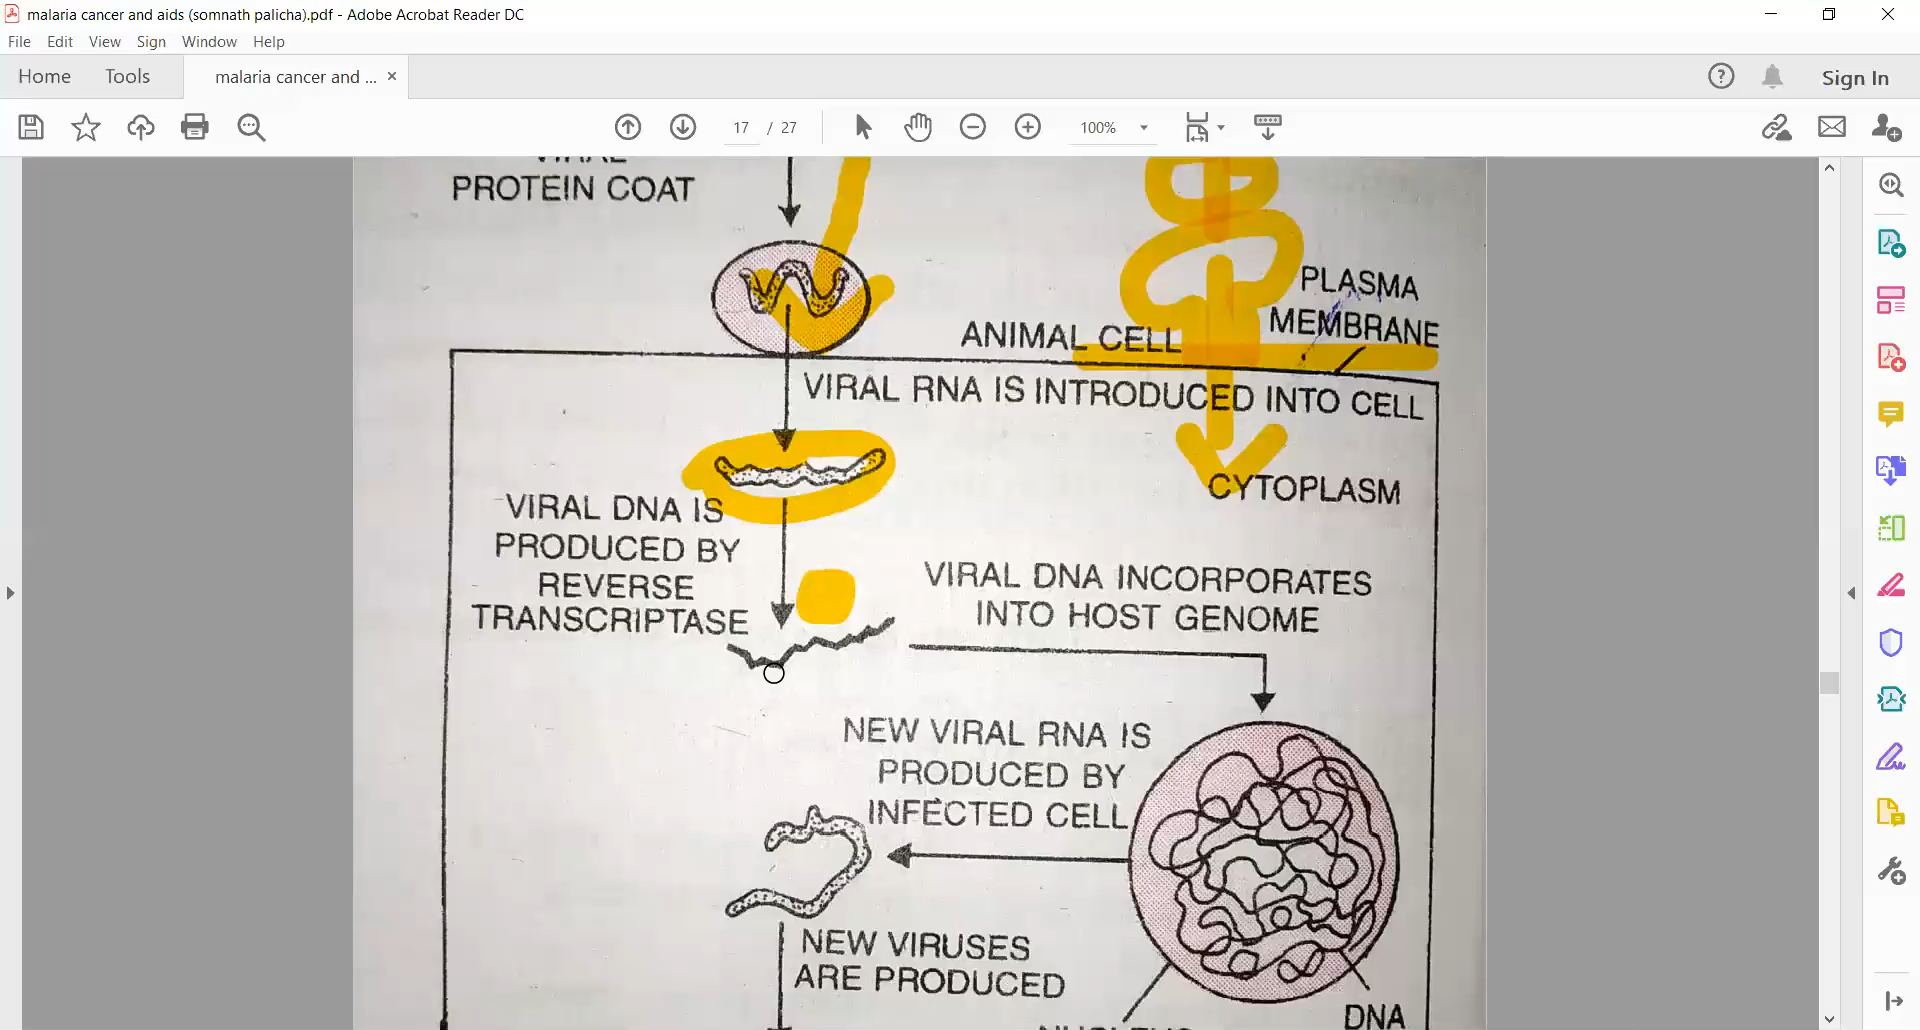 malaria cancer and aids (somnath palicha).pdf - Adobe Acrobat Reader DC
File Edit View Sign Window Help
Home Tools malaria cancer and ... × Sign In
17 / 27 100%
VIRAL
PROTEIN COAT
PLASMA
MEMBRANE
ANIMAL CELL
VIRAL RNA IS INTRODUCED INTO CELL
CYTOPLASM
VIRAL DNA IS
PRODUCED BY
REVERSE
TRANSCRIPTASE
VIRAL DNA INCORPORATES
INTO HOST GENOME
NEW VIRAL RNA IS
PRODUCED BY
INFECTED CELL
NEW VIRUSES
ARE PRODUCED
DNA
NUCLEUS